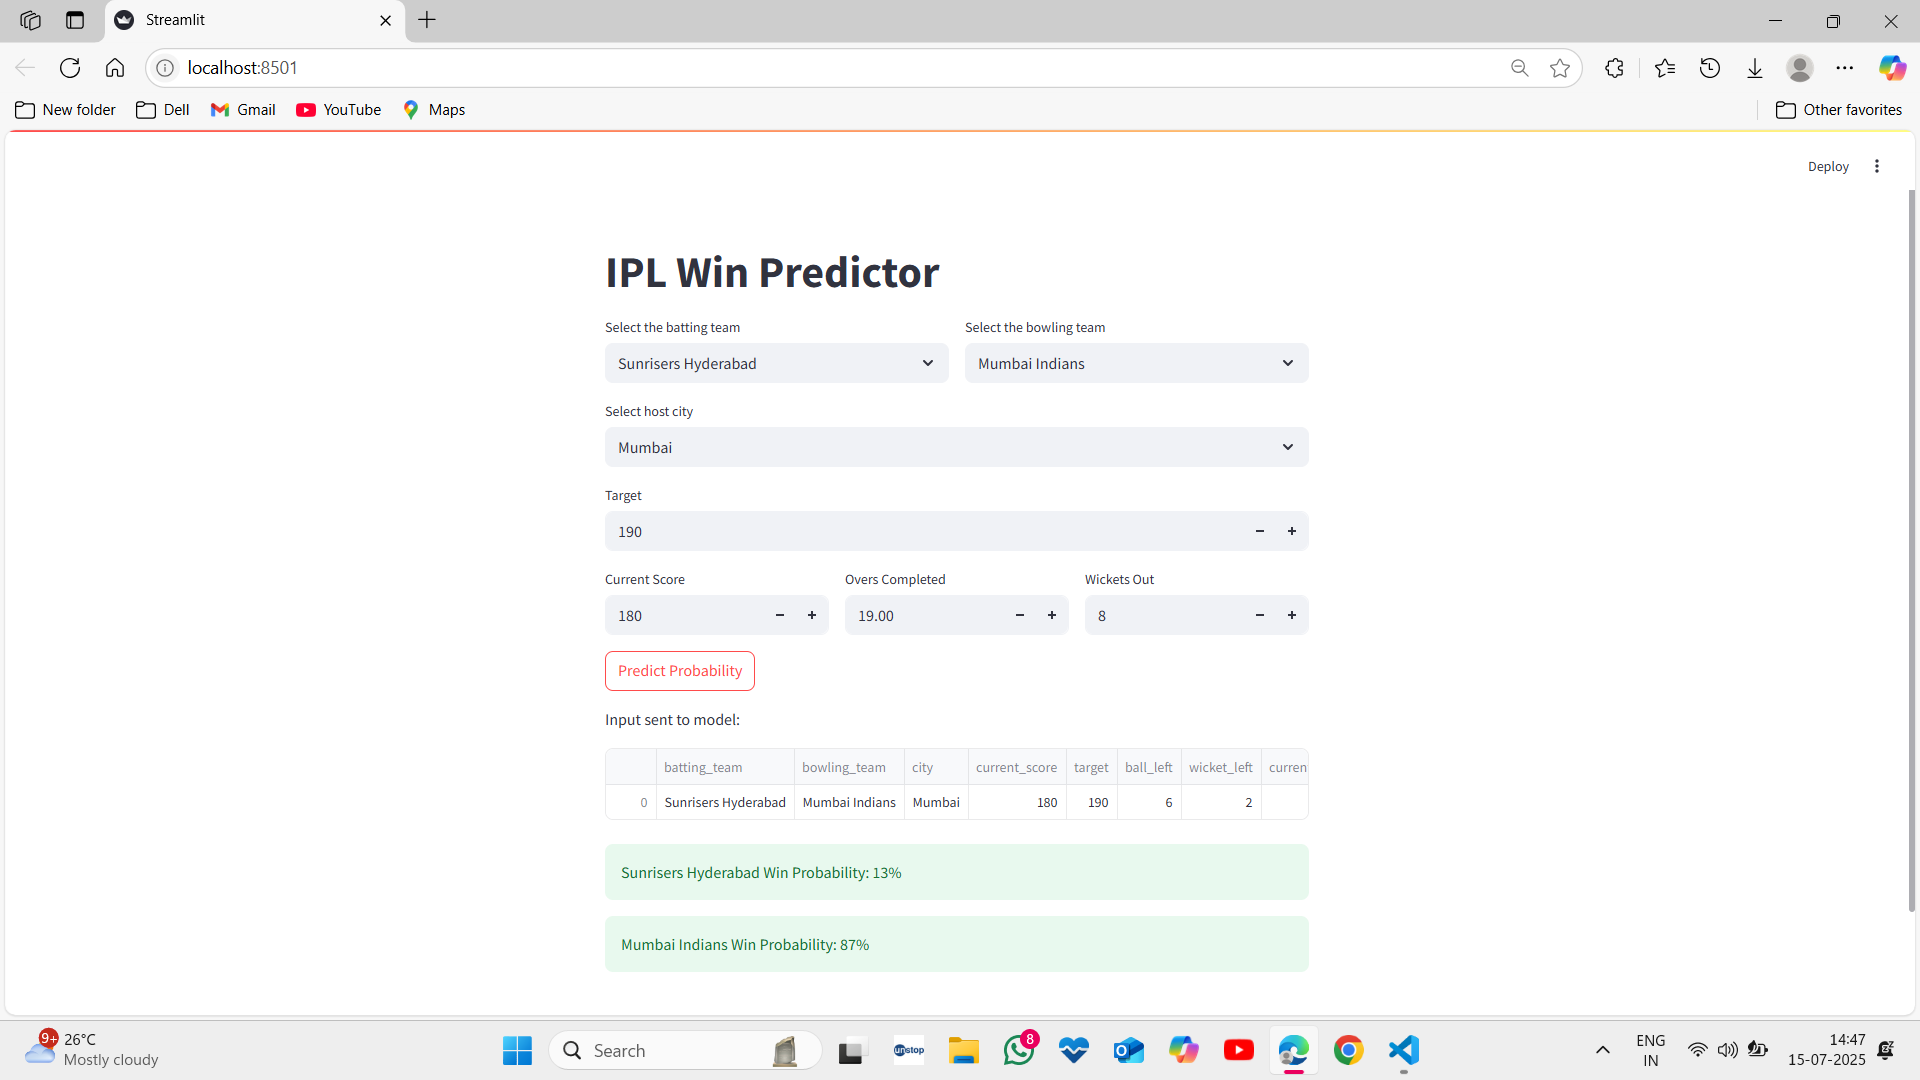 Streamlit
localhost:8501
New folder
Dell
Gmail
YouTube
Maps
Other favorites
Deploy
IPL Win Predictor
Select the batting team
Select the bowling team
Sunrisers Hyderabad
Mumbai Indians
Select host city
Mumbai
Target
190
Current Score
Overs Completed
Wickets Out
180
19.00
8
Predict Probability
Input sent to model:
batting_team bowling_team city current_score target ball_left wicket_left curren
0 Sunrisers Hyderabad Mumbai Indians Mumbai 180 190 6 2
Sunrisers Hyderabad Win Probability: 13%
Mumbai Indians Win Probability: 87%
9+
26°C
Mostly cloudy
Search
unstop
8
ENG
IN
14:47
15-07-2025